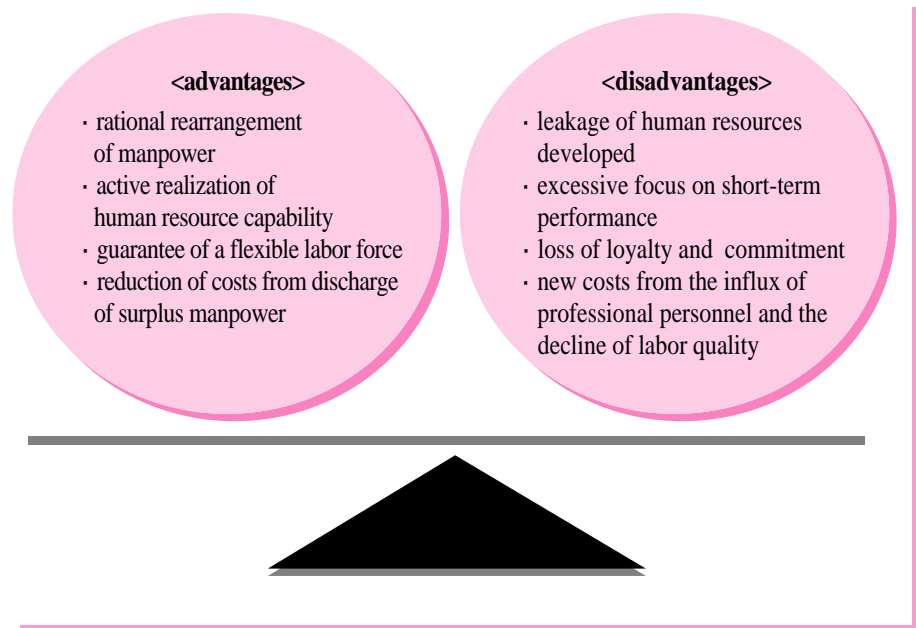 <advantages>
· rational rearrangement
of manpower
· active realization of
human resource capability
· guarantee of a flexible labor force
· reduction of costs from discharge
of surplus manpower
<disadvantages>
· leakage of human resources
developed
· excessive focus on short-term
performance
· loss of loyalty and commitment
· new costs from the influx of
professional personnel and the
decline of labor quality